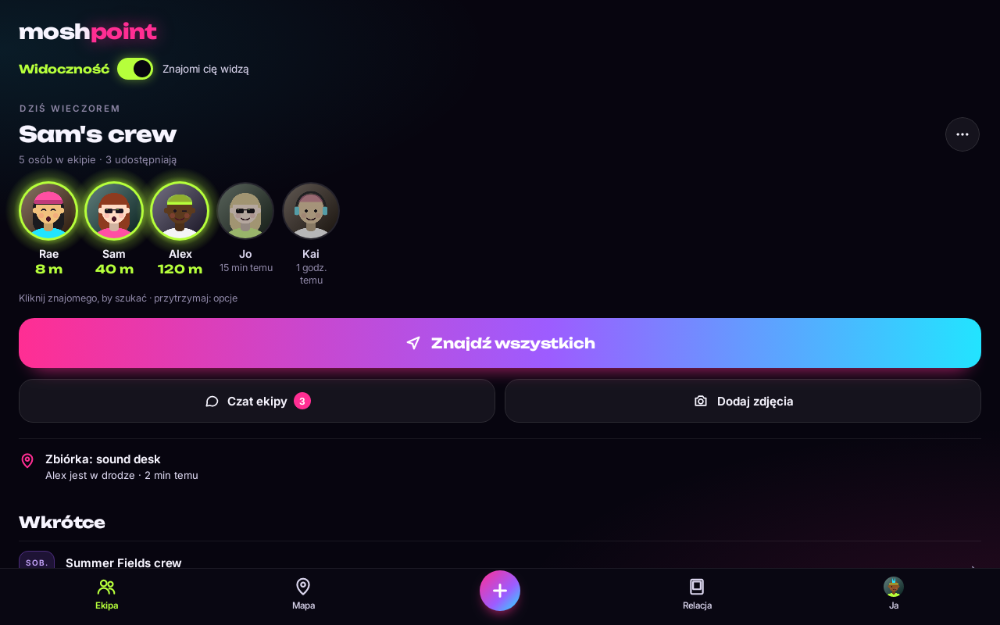 moshpoint
Widoczność Znajomi cię widzą
DZIŚ WIECZOREM
Sam's crew
5 osób w ekipie · 3 udostępniają
Rae Sam Alex Jo Kai
8 m 40 m 120 m 15 min temu 1 godz. temu
Kliknij znajomego, by szukać · przytrzymaj: opcje
Znajdź wszystkich
Czat ekipy 3 Dodaj zdjęcia
Zbiórka: sound desk
Alex jest w drodze · 2 min temu
Wkrótce
SOB. Summer Fields crew
Ekipa Mapa Relacja Ja